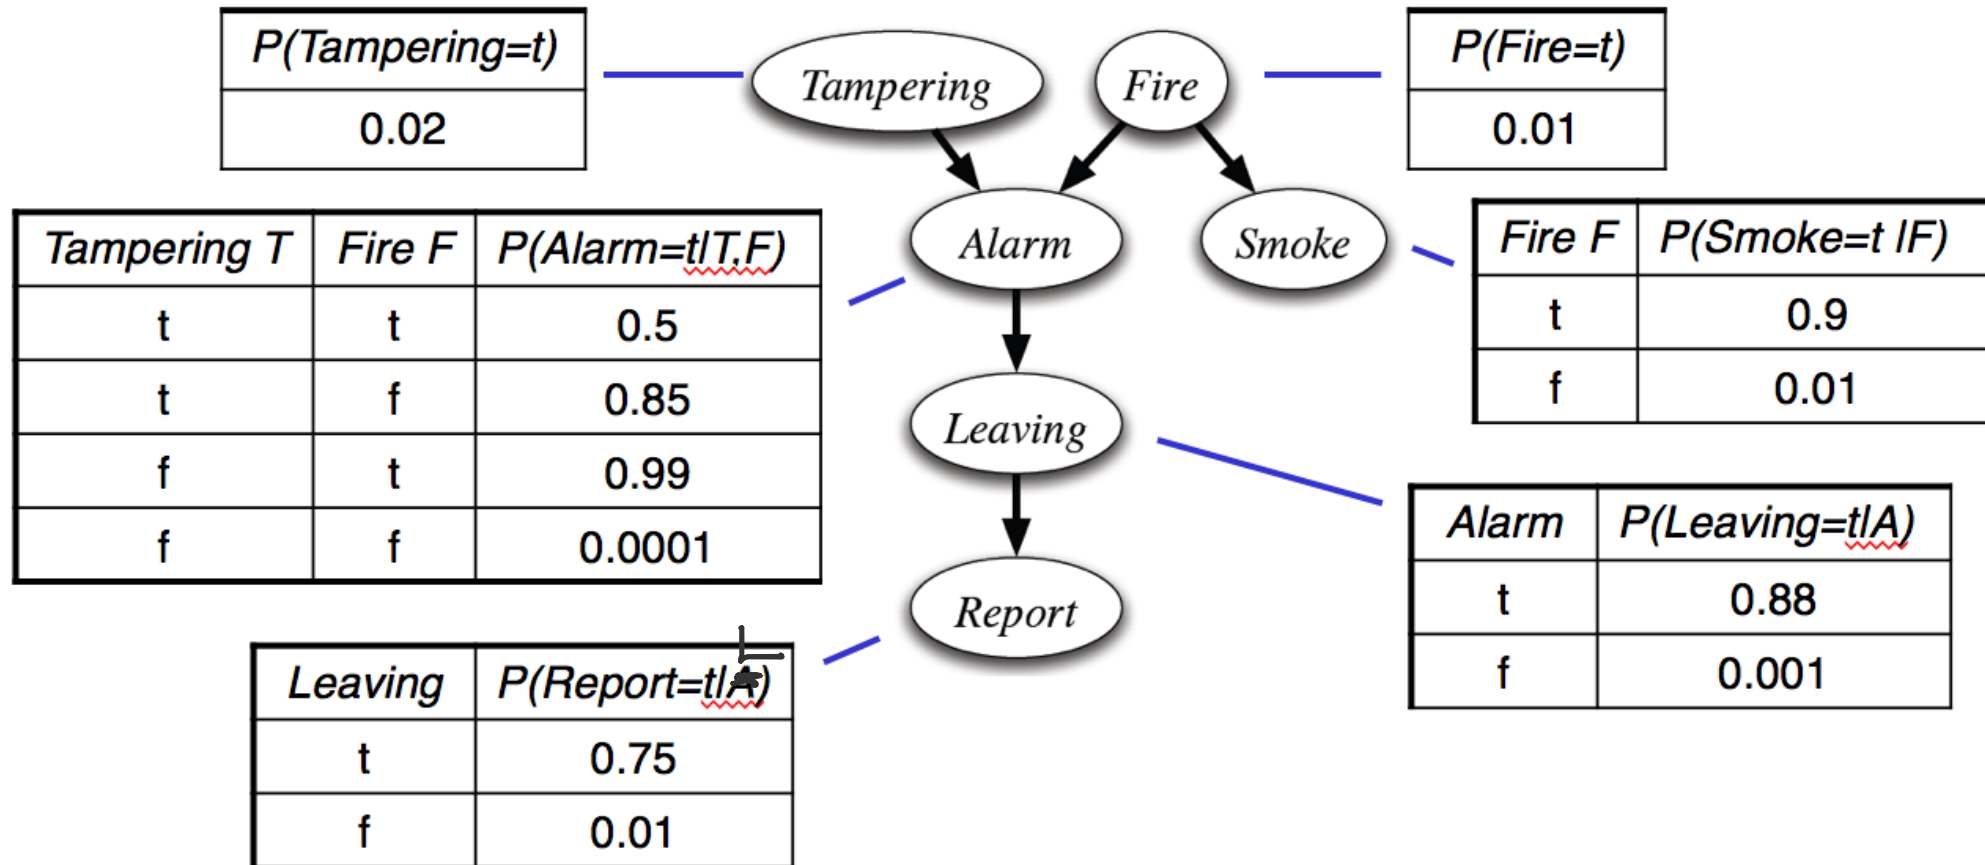 P(Tampering=t)
0.02
Tampering
Fire
P(Fire=t)
0.01
Tampering T Fire F P(Alarm=t|T,F)
t t 0.5
t f 0.85
f t 0.99
f f 0.0001
Alarm
Smoke
Fire F P(Smoke=t |F)
t 0.9
f 0.01
Leaving
Alarm P(Leaving=t|A)
t 0.88
f 0.001
Report
L
Leaving P(Report=t|A)
t 0.75
f 0.01